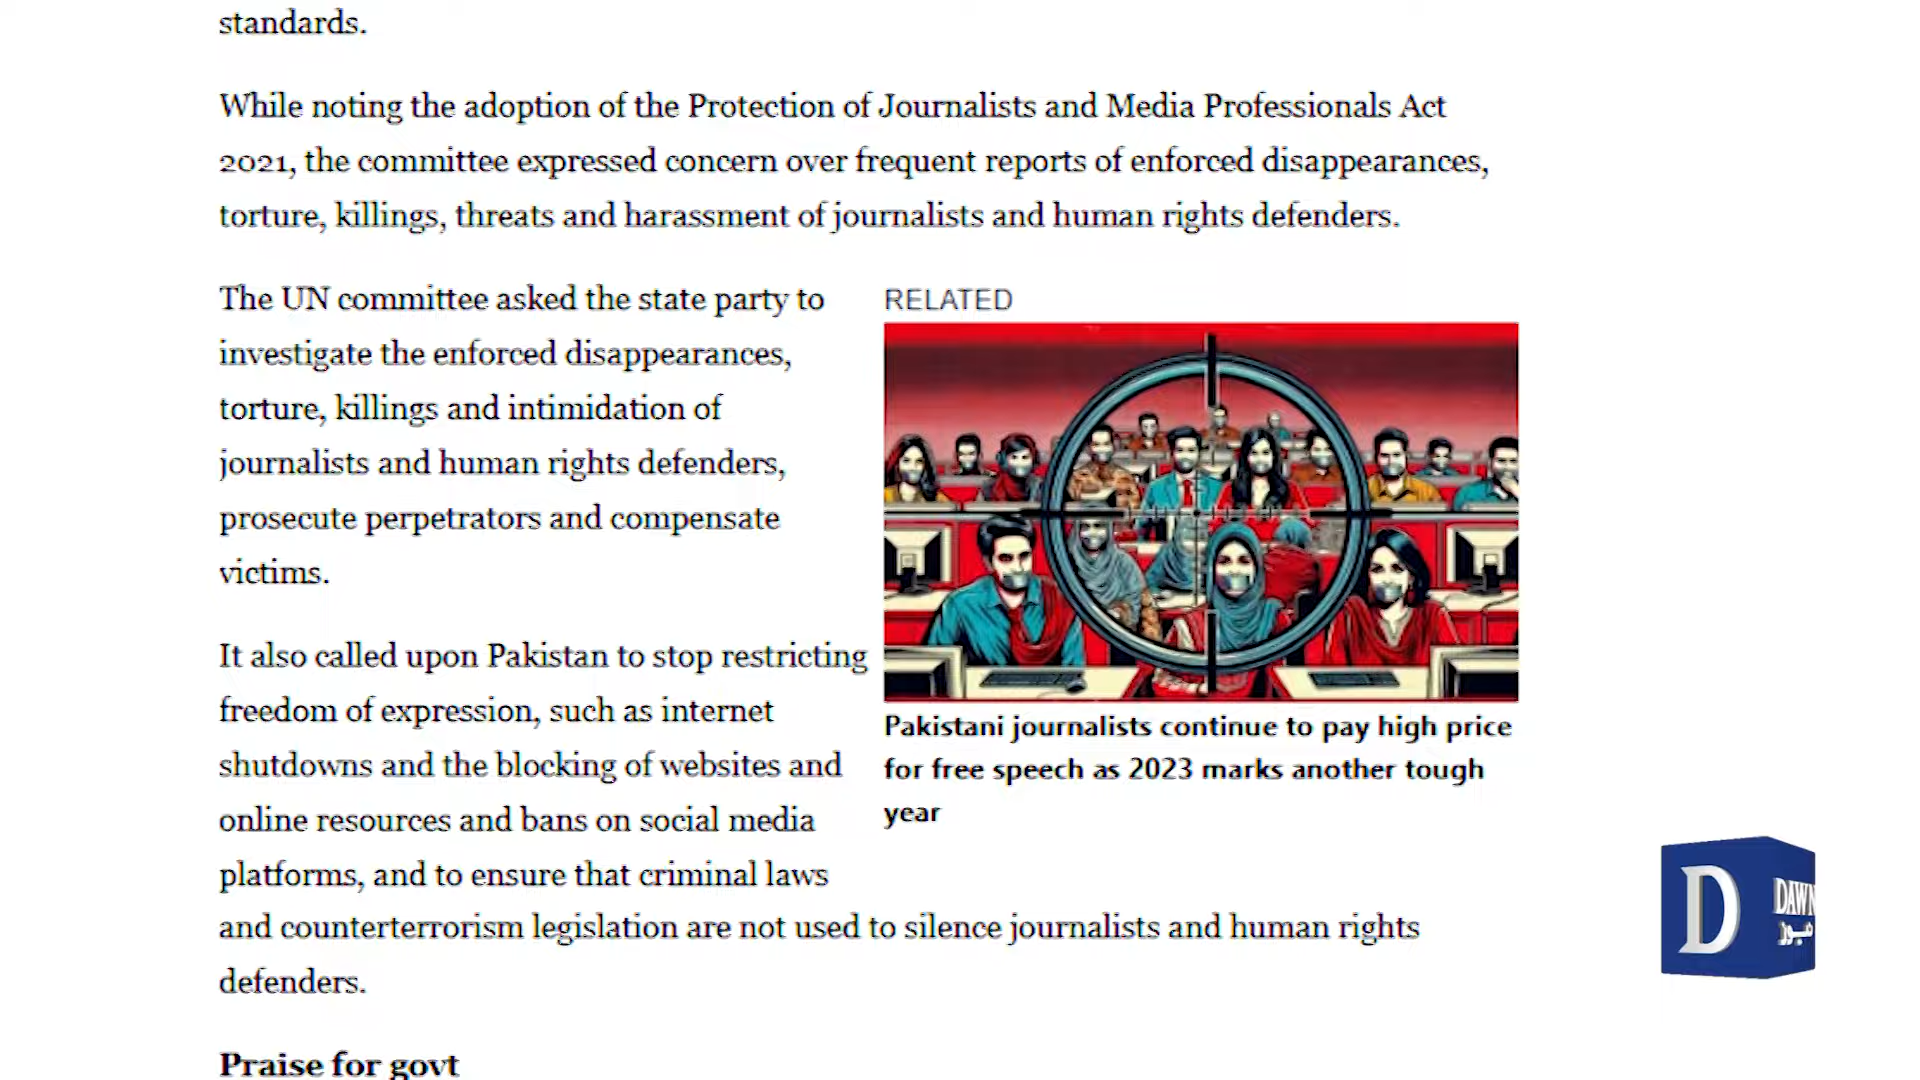 standards.
While noting the adoption of the Protection of Journalists and Media Professionals Act
2021, the committee expressed concern over frequent reports of enforced disappearances,
torture, killings, threats and harassment of journalists and human rights defenders.
The UN committee asked the state party to
investigate the enforced disappearances,
torture, killings and intimidation of
journalists and human rights defenders,
prosecute perpetrators and compensate
victims.
It also called upon Pakistan to stop restricting
freedom of expression, such as internet
shutdowns and the blocking of websites and
online resources and bans on social media
platforms, and to ensure that criminal laws
and counterterrorism legislation are not used to silence journalists and human rights
defenders.
RELATED
Pakistani journalists continue to pay high price
for free speech as 2023 marks another tough
year
D
DAWN
نیوز
Praise for govt